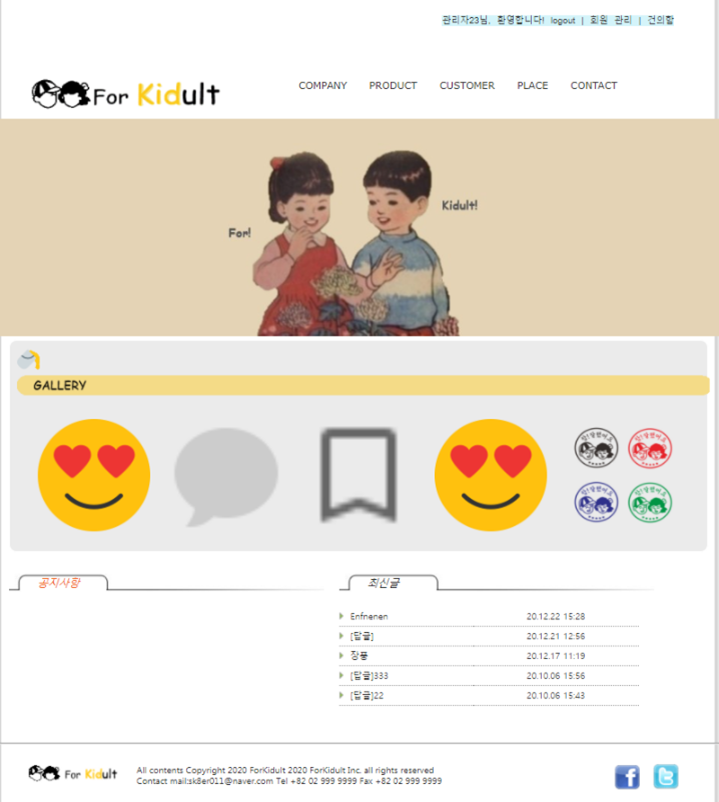 관리자23님, 환영합니다! logout | 회원 관리 | 건의함
For Kidult
COMPANY PRODUCT CUSTOMER PLACE CONTACT
For!
Kidult!
GALLERY
공지사항
최신글
Enfnenen 20.12.22 15:28
[답글] 20.12.21 12:56
장풍 20.12.17 11:19
[답글]333 20.10.06 15:56
[답글]22 20.10.06 15:43
For Kidult
All contents Copyright 2020 ForKidult 2020 ForKidult Inc. all rights reserved
Contact mail:sk8er011@naver.com Tel +82 02 999 9999 Fax +82 02 999 9999